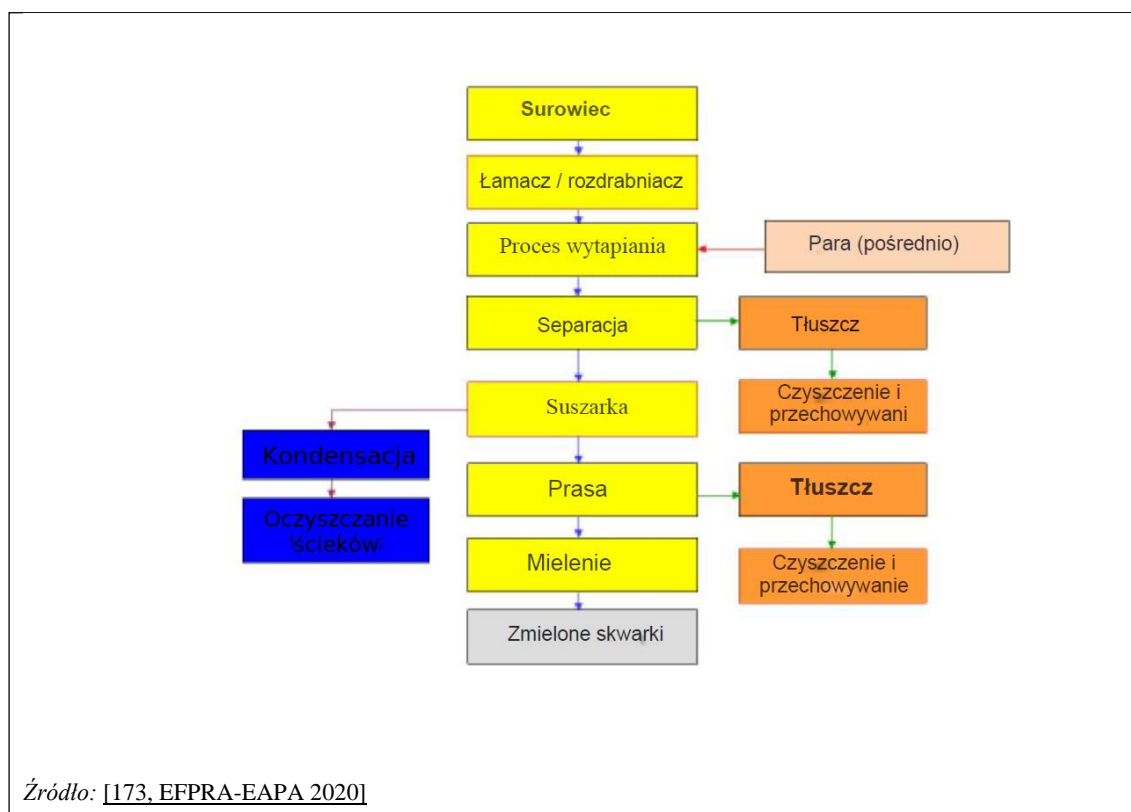 Surowiec
Łamacz / rozdrabniacz
Proces wytapiania
Para (pośrednio)
Separacja
Tłuszcz
Czyszczenie i
przechowywani
Suszarka
Kondensacja
Oczyszczanie
ścieków
Prasa
Tłuszcz
Mielenie
Czyszczenie i
przechowywanie
Zmielone skwarki
Źródło: [173, EFPRA-EAPA 2020]